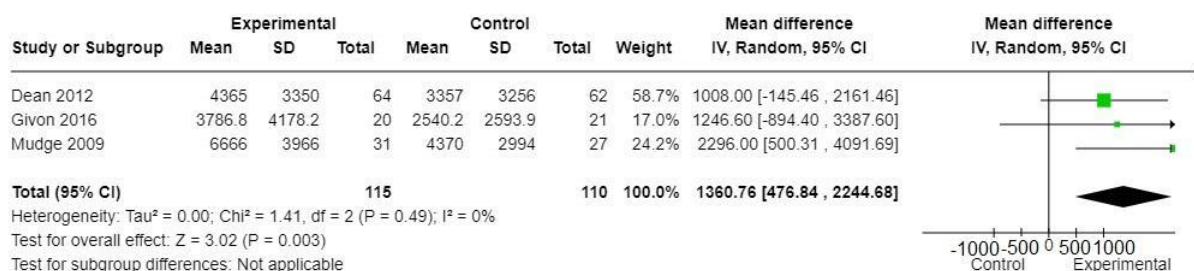 Experimental Control Mean difference Mean difference
Study or Subgroup Mean SD Total Mean SD Total Weight IV, Random, 95% CI IV, Random, 95% CI
Dean 2012 4365 3350 64 3357 3256 62 58.7% 1008.00 [-145.46 , 2161.46]
Givon 2016 3786.8 4178.2 20 2540.2 2593.9 21 17.0% 1246.60 [-894.40 , 3387.60]
Mudge 2009 6666 3966 31 4370 2994 27 24.2% 2296.00 [500.31 , 4091.69]
Total (95% CI) 115 110 100.0% 1360.76 [476.84 , 2244.68]
Heterogeneity: Tau² = 0.00; Chi² = 1.41, df = 2 (P = 0.49); I² = 0%
Test for overall effect: Z = 3.02 (P = 0.003)
-1000 -500 0 500 1000
Test for subgroup differences: Not applicable Control Experimental